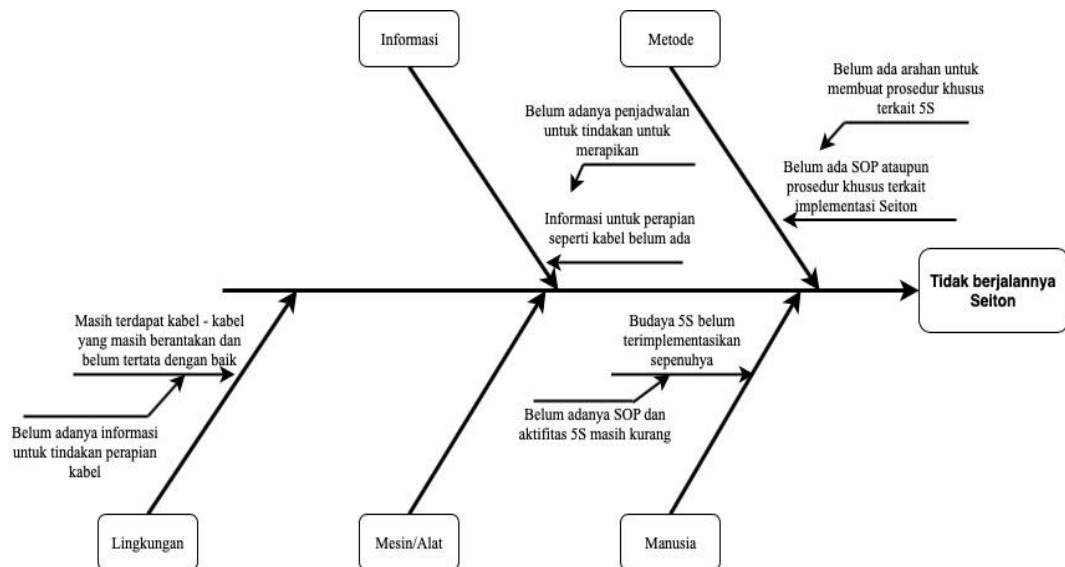 Informasi
Metode
Belum ada arahan untuk
membuat prosedur khusus
terkait 5S
Belum adanya penjadwalan
untuk tindakan untuk
merapikan
Belum ada SOP ataupun
prosedur khusus terkait
implementasi Seiton
Informasi untuk perapian
seperti kabel belum ada
Tidak berjalannya
Seiton
Masih terdapat kabel - kabel
yang masih berantakan dan
belum tertata dengan baik
Budaya 5S belum
terimplementasikan
sepenuhya
Belum adanya informasi
untuk tindakan perapian
kabel
Belum adanya SOP dan
aktifitas 5S masih kurang
Lingkungan
Mesin/Alat
Manusia